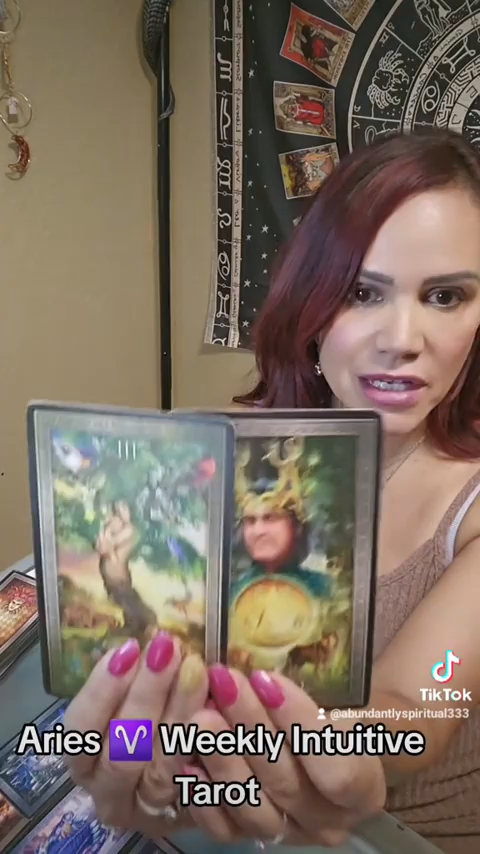 III
TikTok
@abundantlyspiritual333
Aries ♈ Weekly Intuitive
Tarot